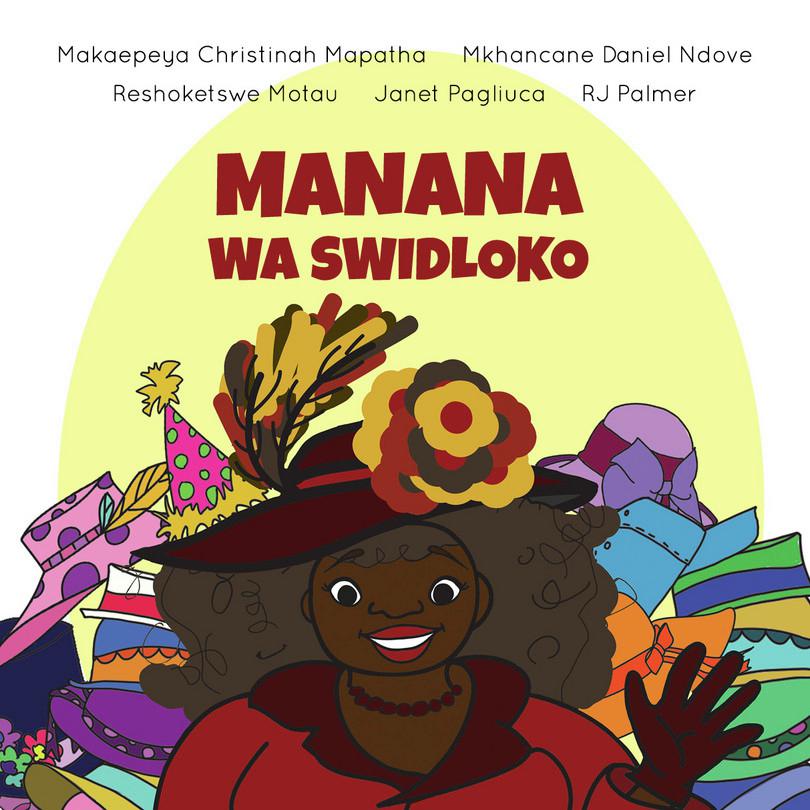 Makaepeya Christinah Mapatha Mkhancane Daniel Ndove
Reshoketswe Motau Janet Pagliuca RJ Palmer
MANANA
WA SWIDLOKO